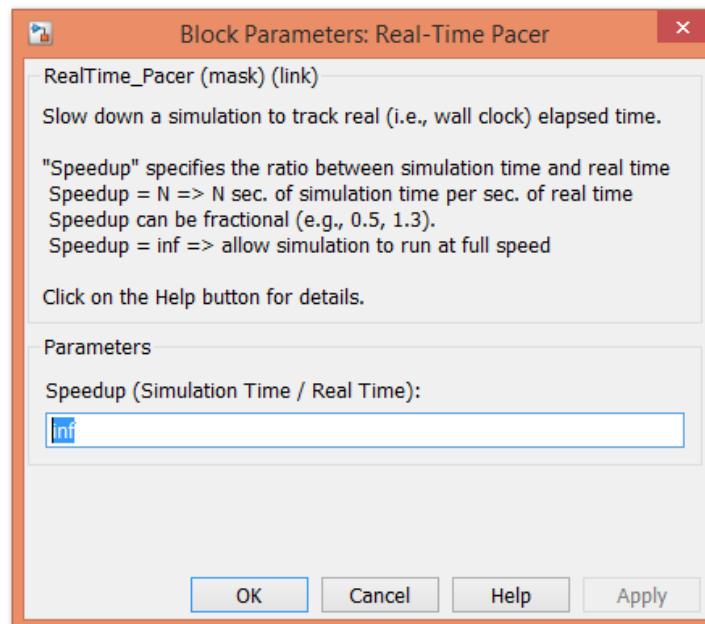 Block Parameters: Real-Time Pacer
RealTime_Pacer (mask) (link)
Slow down a simulation to track real (i.e., wall clock) elapsed time.
"Speedup" specifies the ratio between simulation time and real time
Speedup = N => N sec. of simulation time per sec. of real time
Speedup can be fractional (e.g., 0.5, 1.3).
Speedup = inf => allow simulation to run at full speed
Click on the Help button for details.
Parameters
Speedup (Simulation Time / Real Time):
inf
OK Cancel Help Apply